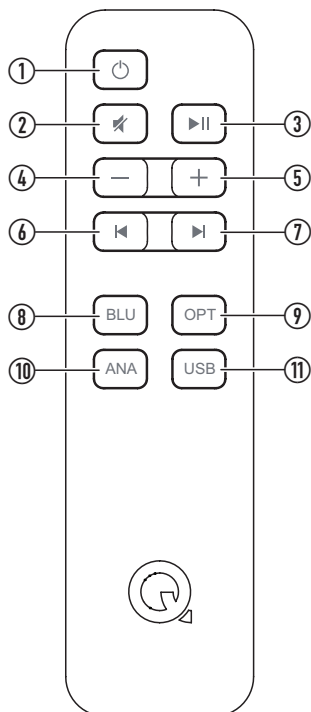 ①
② ③
④ ⑤
⑥ ⑦
⑧ BLU OPT ⑨
⑩ ANA USB ⑪